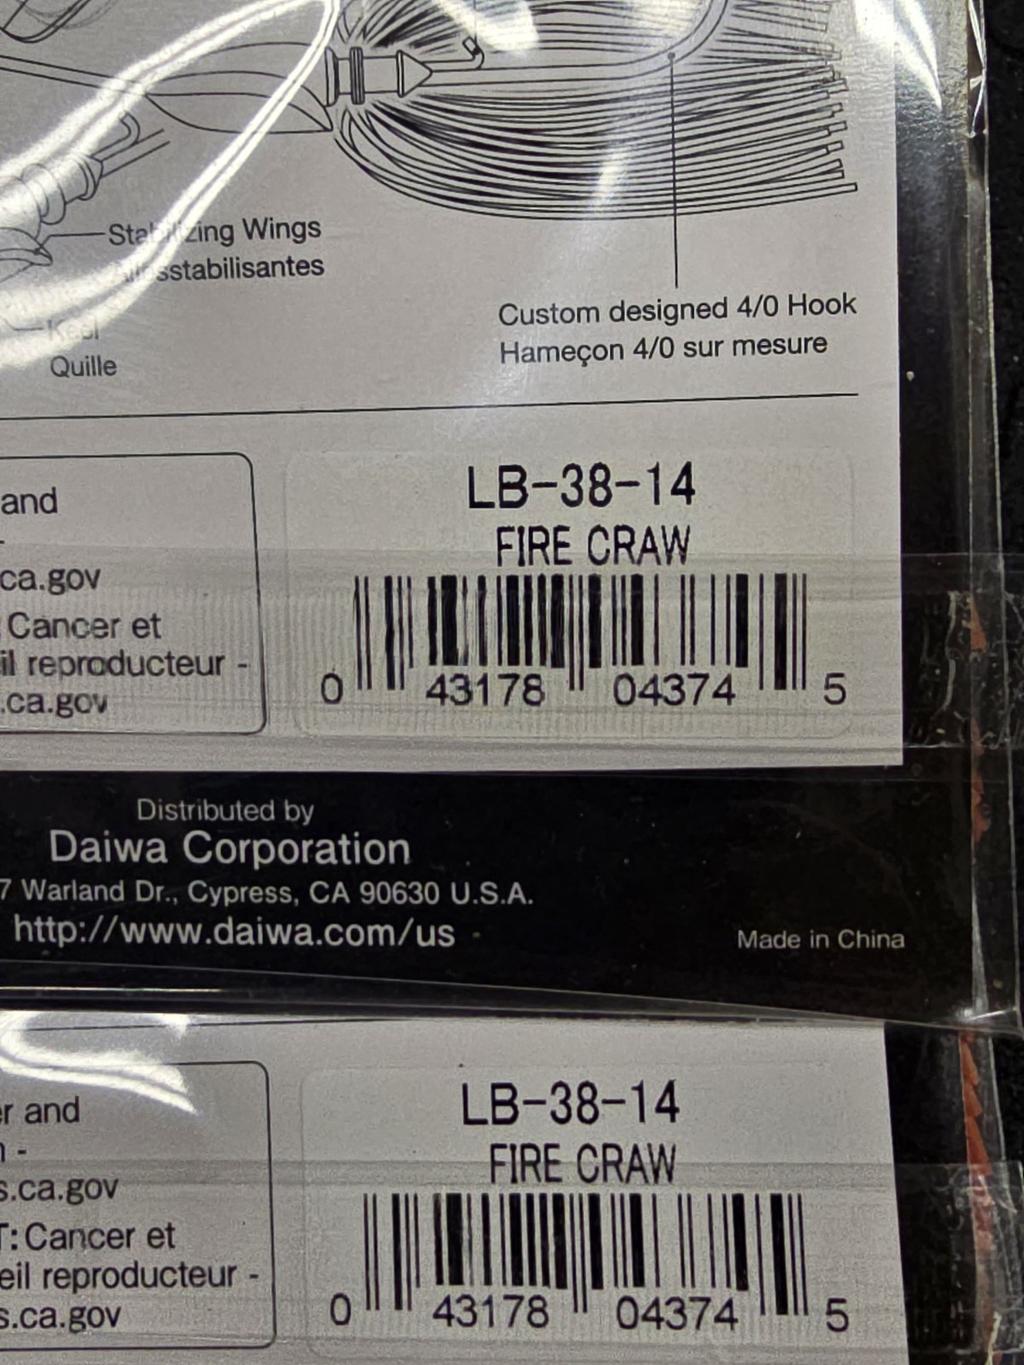 Stabilizing Wings
Ailesstabilisantes
Keel
Quille
Custom designed 4/0 Hook
Hameçon 4/0 sur mesure
and
-
ca.gov
: Cancer et
il reproducteur -
.ca.gov
LB-38-14
FIRE CRAW
0 43178 04374 5
Distributed by
Daiwa Corporation
7 Warland Dr., Cypress, CA 90630 U.S.A.
http://www.daiwa.com/us
Made in China
r and
-
s.ca.gov
T: Cancer et
eil reproducteur -
s.ca.gov
LB-38-14
FIRE CRAW
0 43178 04374 5